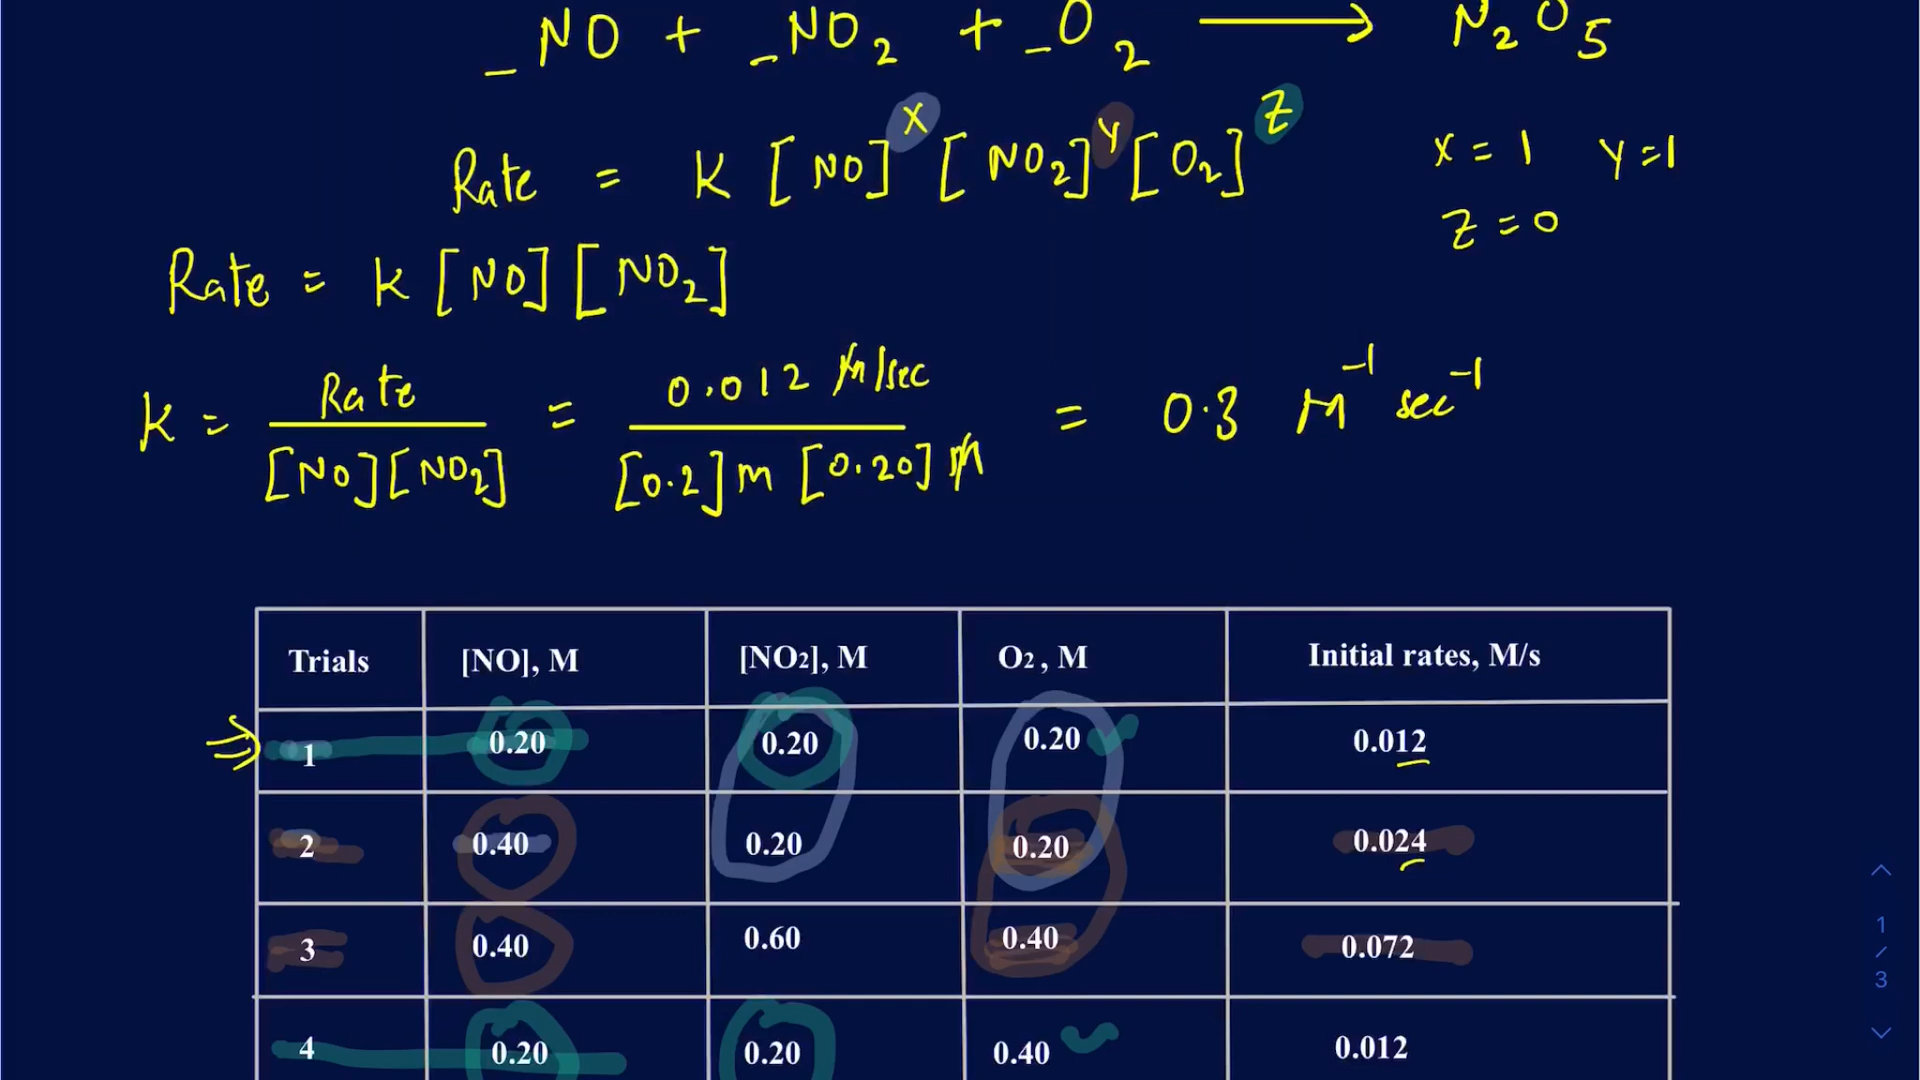 _ NO + _ NO2 + _ O2 ⟶ N2O5
Rate = K [NO]^X [NO2]^Y [O2]^Z
X = 1 Y = 1
Z = 0
Rate = K [NO] [NO2]
K = Rate / [NO][NO2] = 0.012 M/sec / [0.2] M [0.20] M = 0.3 M^-1 sec^-1
Trials [NO], M [NO2], M O2, M Initial rates, M/s
1 0.20 0.20 0.20 0.012
2 0.40 0.20 0.20 0.024
3 0.40 0.60 0.40 0.072
4 0.20 0.20 0.40 0.012
1
/
3